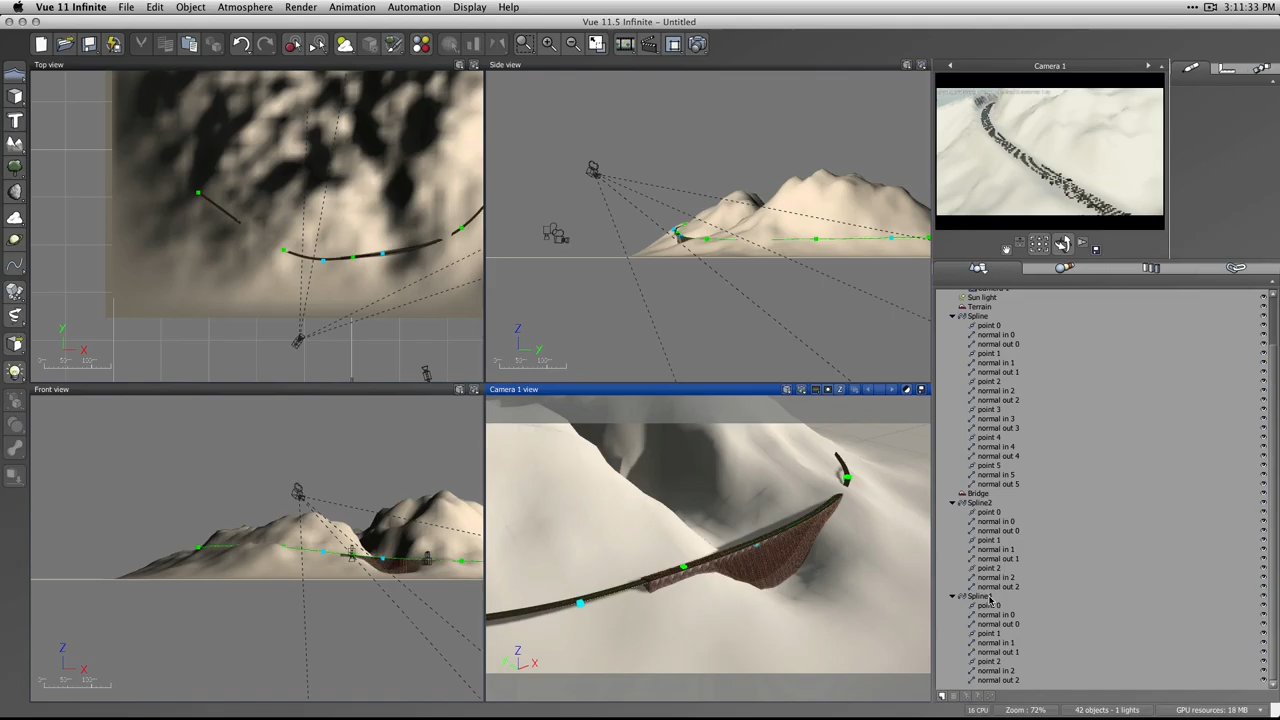 Vue 11 Infinite File Edit Object Atmosphere Render Animation Automation Display Help 3:11:33 PM
Vue 11.5 Infinite - Untitled
Top view
Side view
Camera 1
Y
X
Z
Y
Front view
Camera 1 view
Z
X
Z
Y
X
Sun light
Terrain
Spline
point 0
normal in 0
normal out 0
point 1
normal in 1
normal out 1
point 2
normal in 2
normal out 2
point 3
normal in 3
normal out 3
point 4
normal in 4
normal out 4
point 5
normal in 5
normal out 5
Bridge
Spline2
point 0
normal in 0
normal out 0
point 1
normal in 1
normal out 1
point 2
normal in 2
normal out 2
point 0
normal in 0
normal out 0
point 1
normal in 1
normal out 1
point 2
normal in 2
normal out 2
16 CPU Zoom : 72% 42 objects - 1 lights GPU resources: 18 MB